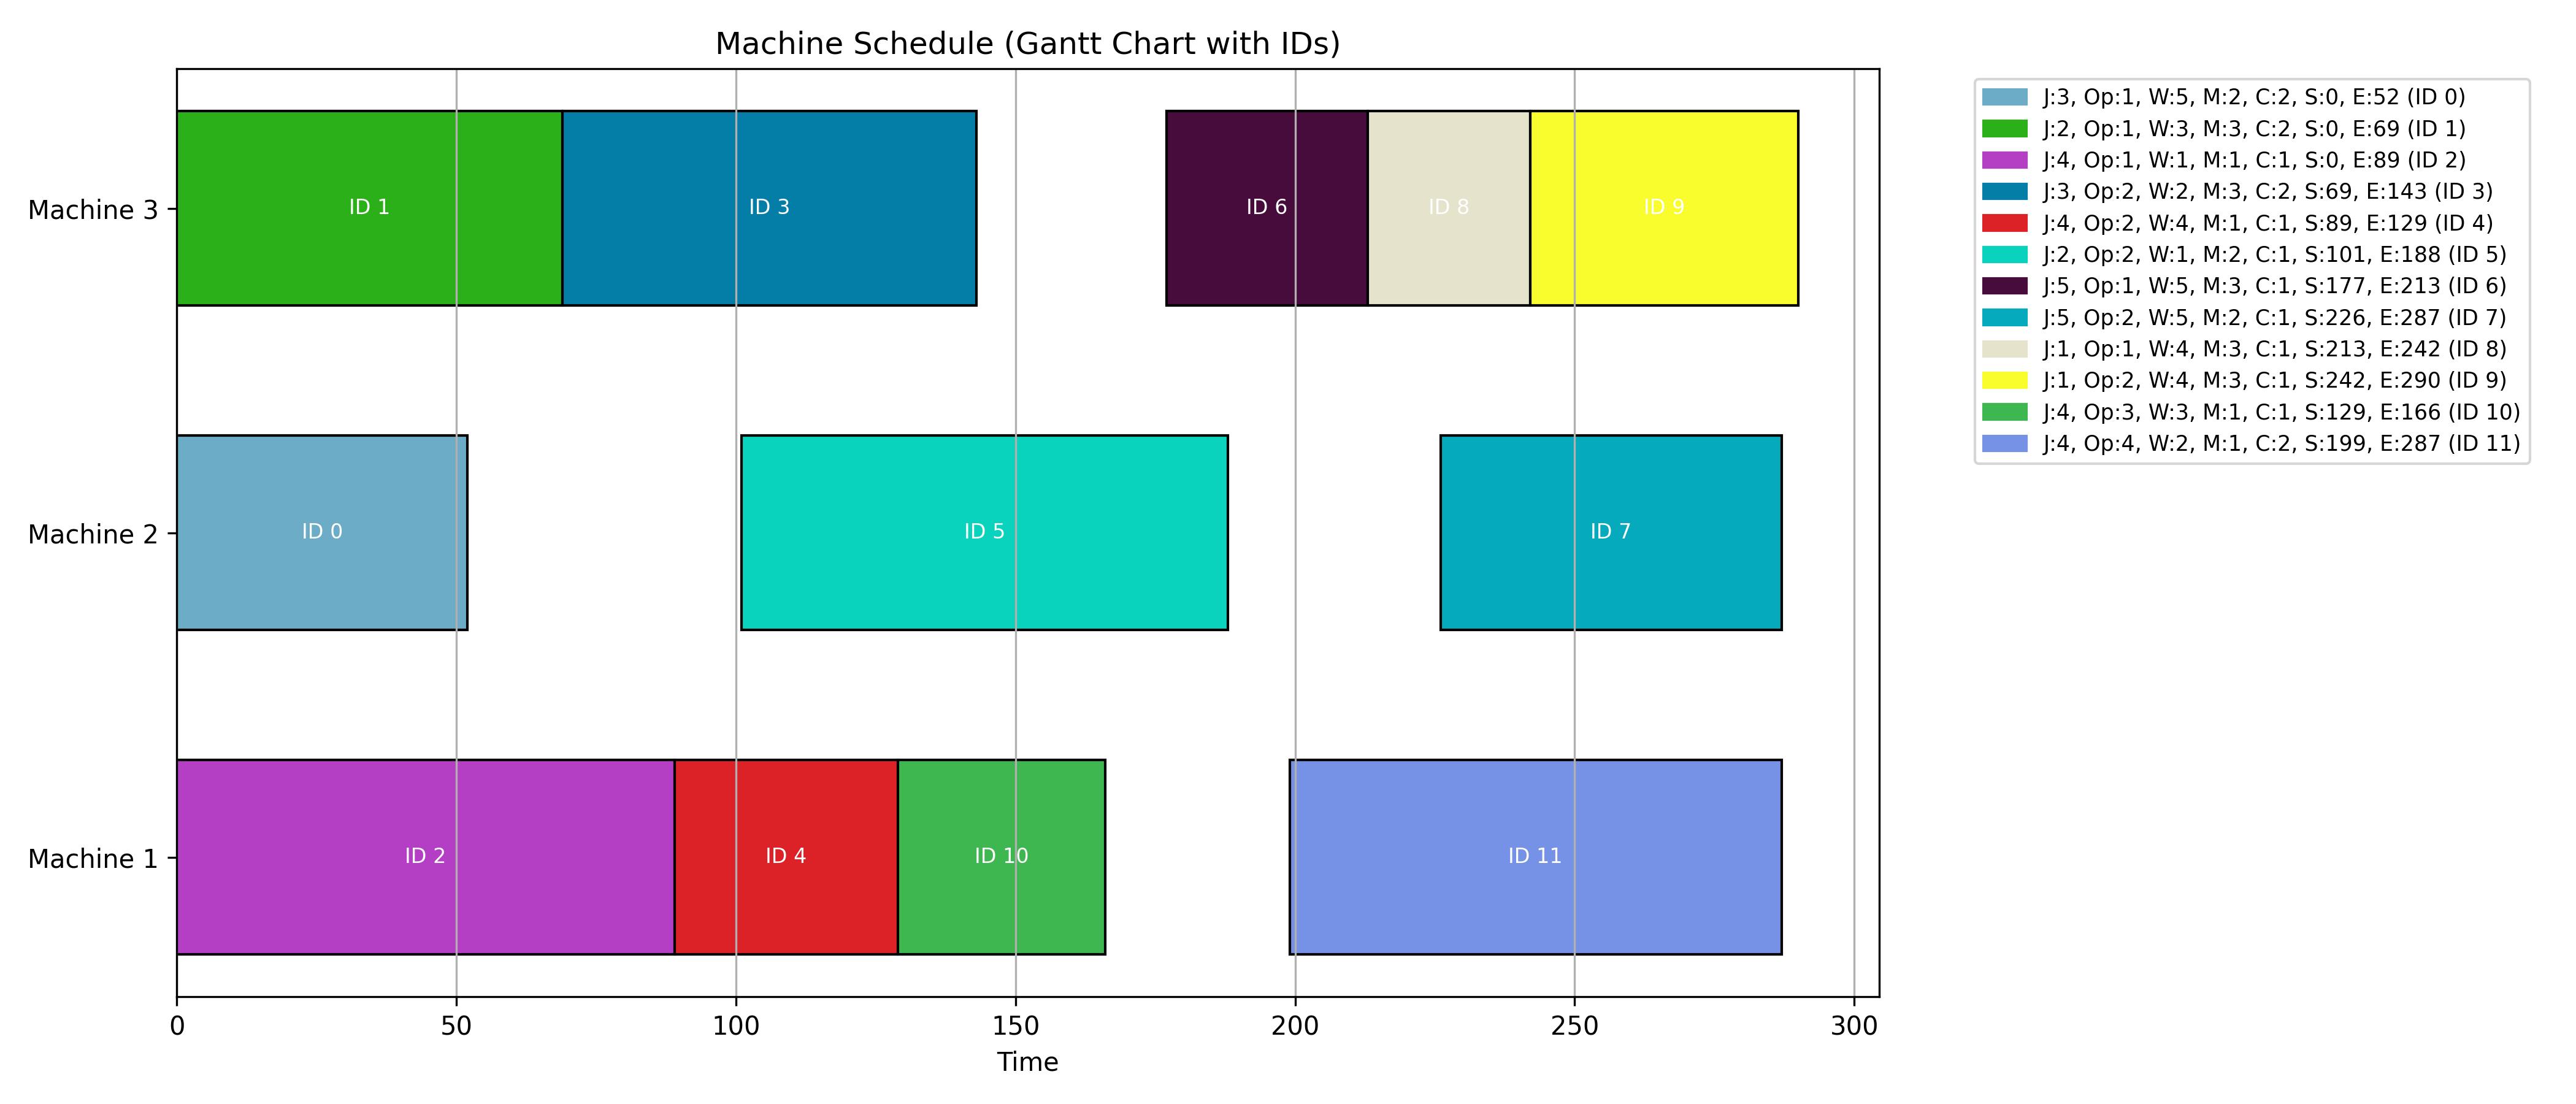 Machine Schedule (Gantt Chart with IDs)
Machine 3
ID 1
ID 3
ID 6
ID 8
ID 9
Machine 2
ID 0
ID 5
ID 7
Machine 1
ID 2
ID 4
ID 10
ID 11
0 50 100 150 200 250 300
Time
J:3, Op:1, W:5, M:2, C:2, S:0, E:52 (ID 0)
J:2, Op:1, W:3, M:3, C:2, S:0, E:69 (ID 1)
J:4, Op:1, W:1, M:1, C:1, S:0, E:89 (ID 2)
J:3, Op:2, W:2, M:3, C:2, S:69, E:143 (ID 3)
J:4, Op:2, W:4, M:1, C:1, S:89, E:129 (ID 4)
J:2, Op:2, W:1, M:2, C:1, S:101, E:188 (ID 5)
J:5, Op:1, W:5, M:3, C:1, S:177, E:213 (ID 6)
J:5, Op:2, W:5, M:2, C:1, S:226, E:287 (ID 7)
J:1, Op:1, W:4, M:3, C:1, S:213, E:242 (ID 8)
J:1, Op:2, W:4, M:3, C:1, S:242, E:290 (ID 9)
J:4, Op:3, W:3, M:1, C:1, S:129, E:166 (ID 10)
J:4, Op:4, W:2, M:1, C:2, S:199, E:287 (ID 11)